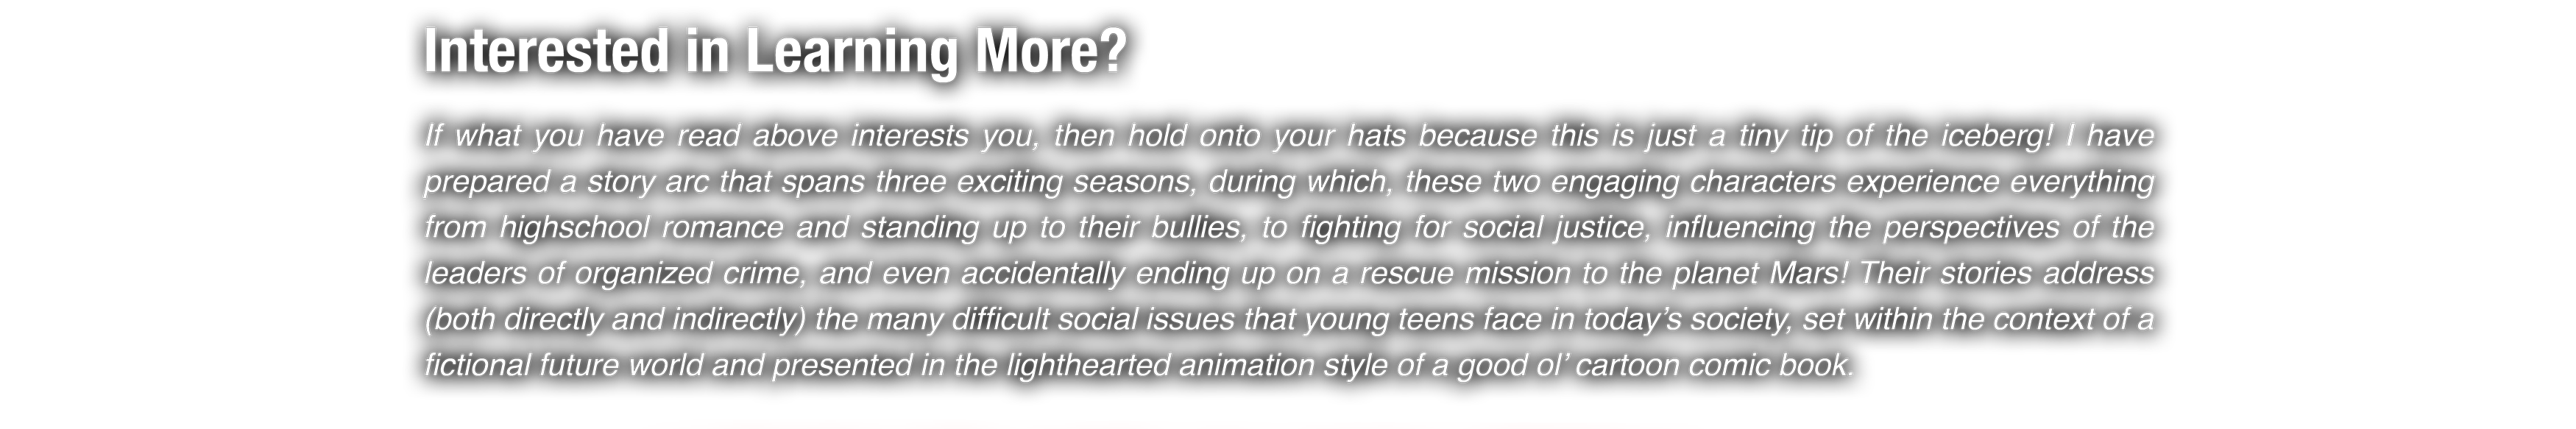 Interested in Learning More?
If what you have read above interests you, then hold onto your hats because this is just a tiny tip of the iceberg! I have
prepared a story arc that spans three exciting seasons, during which, these two engaging characters experience everything
from highschool romance and standing up to their bullies, to fighting for social justice, influencing the perspectives of the
leaders of organized crime, and even accidentally ending up on a rescue mission to the planet Mars! Their stories address
(both directly and indirectly) the many difficult social issues that young teens face in today’s society, set within the context of a
fictional future world and presented in the lighthearted animation style of a good ol’ cartoon comic book.